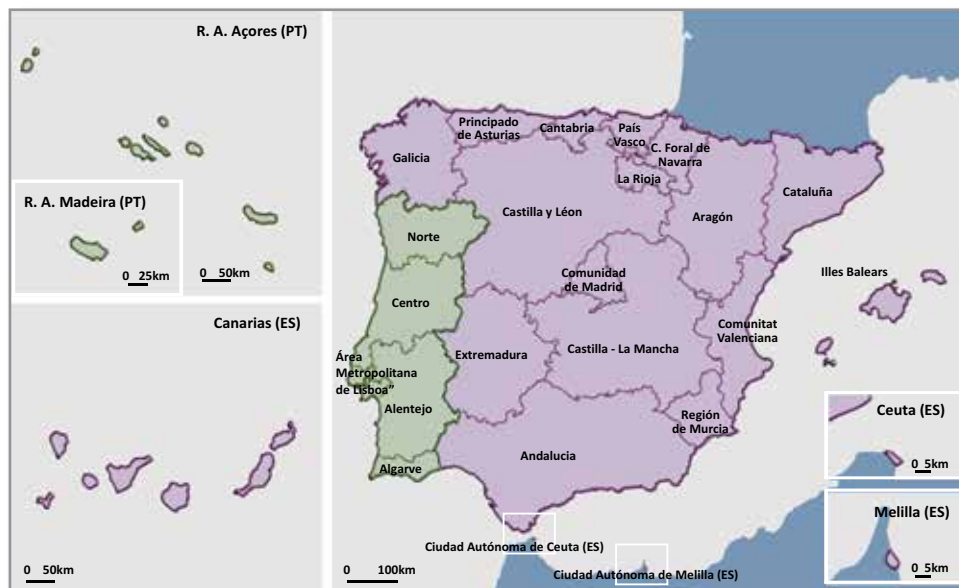 R. A. Açores (PT)
R. A. Madeira (PT)
0 25km
0 50km
Canarias (ES)
0 50km
Galicia
Principado
de Asturias
Cantabria
País
Vasco
C. Foral de
Navarra
La Rioja
Cataluña
Castilla y Léon
Aragón
Norte
Comunidad
de Madrid
Centro
Illes Balears
Comunitat
Valenciana
Extremadura
Castilla - La Mancha
Área
Metropolitana
de Lisboa”
Alentejo
Región
de Murcia
Algarve
Andalucia
Ceuta (ES)
0 5km
Melilla (ES)
0 5km
Ciudad Autónoma de Ceuta (ES)
Ciudad Autónoma de Melilla (ES)
0 100km